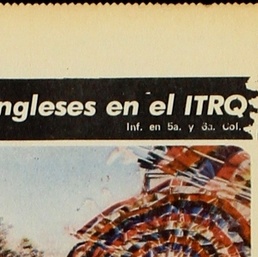 ngleses en el ITRQ
Inf. en 5a. y 8a. Col.